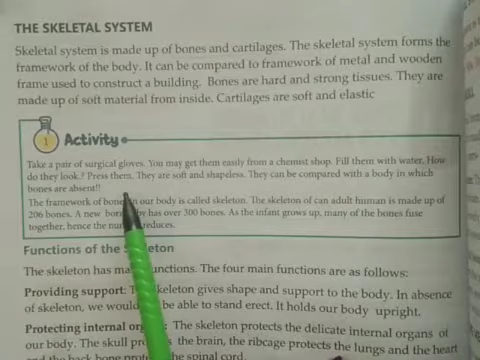 THE SKELETAL SYSTEM
Skeletal system is made up of bones and cartilages. The skeletal system forms the
framework of the body. It can be compared to framework of metal and wooden
frame used to construct a building. Bones are hard and strong tissues. They are
made up of soft material from inside. Cartilages are soft and elastic
1 Activity
Take a pair of surgical gloves. You may get them easily from a chemist shop. Fill them with water. How
do they look.? Press them. They are soft and shapeless. They can be compared with a body in which
bones are absent!!
The framework of bones in our body is called skeleton. The skeleton of can adult human is made up of
206 bones. A new born has over 300 bones. As the infant grows up, many of the bones fuse
together, hence the reduces.
Functions of the Skeleton
The skeleton has functions. The four main functions are as follows:
Providing support: skeleton gives shape and support to the body. In absence
of skeleton, we would be able to stand erect. It holds our body upright.
Protecting internal The skeleton protects the delicate internal organs of
our body. The skull the brain, the ribcage protects the lungs and the heart
the spinal cord.